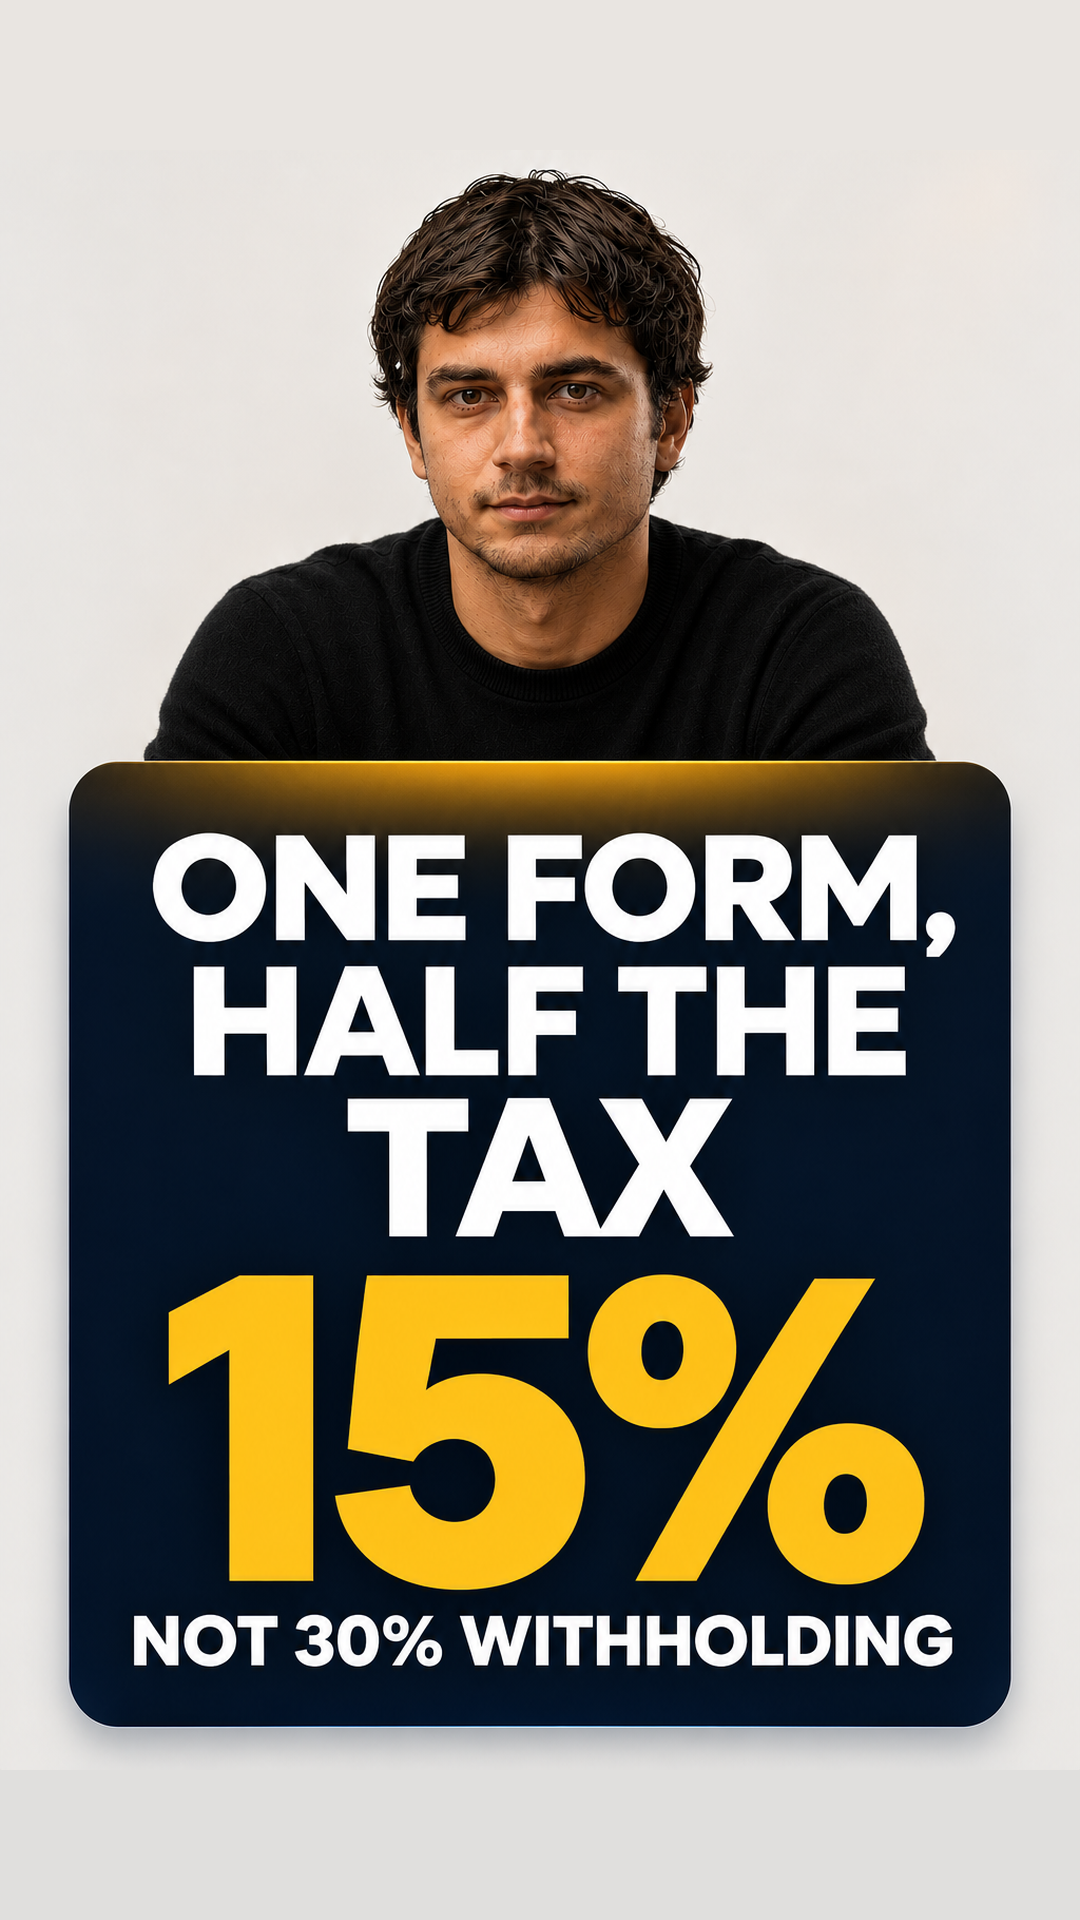 ONE FORM,
HALF THE
TAX
15%
NOT 30% WITHHOLDING